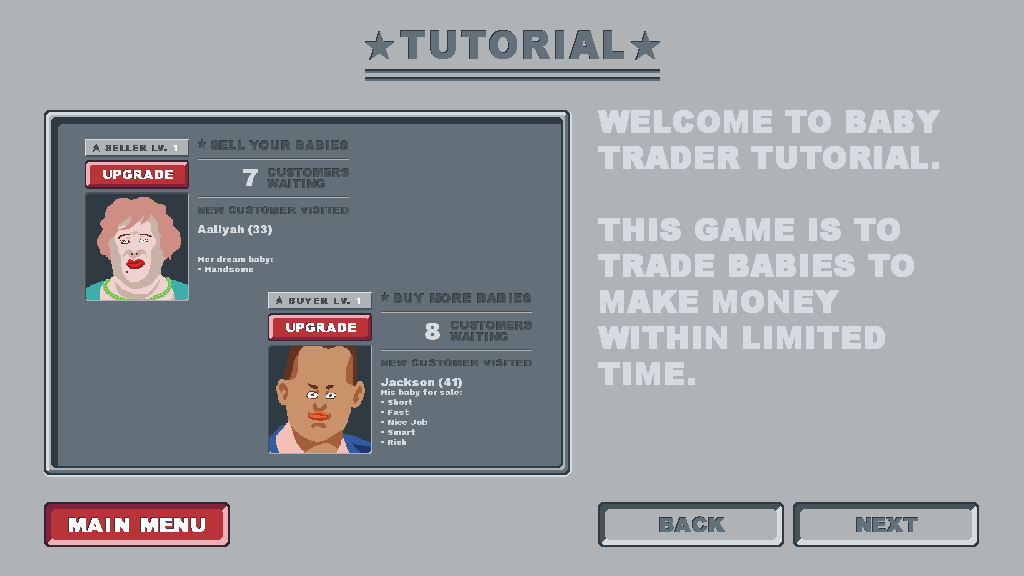 ★TUTORIAL★
★ SELLER LV. 1
UPGRADE
★ SELL YOUR BABIES
7 CUSTOMERS WAITING
NEW CUSTOMER VISITED
Aaliyah (33)
Her dream baby:
• Handsome
★ BUYER LV. 1
UPGRADE
★ BUY MORE BABIES
8 CUSTOMERS WAITING
NEW CUSTOMER VISITED
Jackson (41)
His baby for sale:
• Short
• Fast
• Nice Job
• Smart
• Rich
WELCOME TO BABY
TRADER TUTORIAL.
THIS GAME IS TO
TRADE BABIES TO
MAKE MONEY
WITHIN LIMITED
TIME.
MAIN MENU
BACK
NEXT